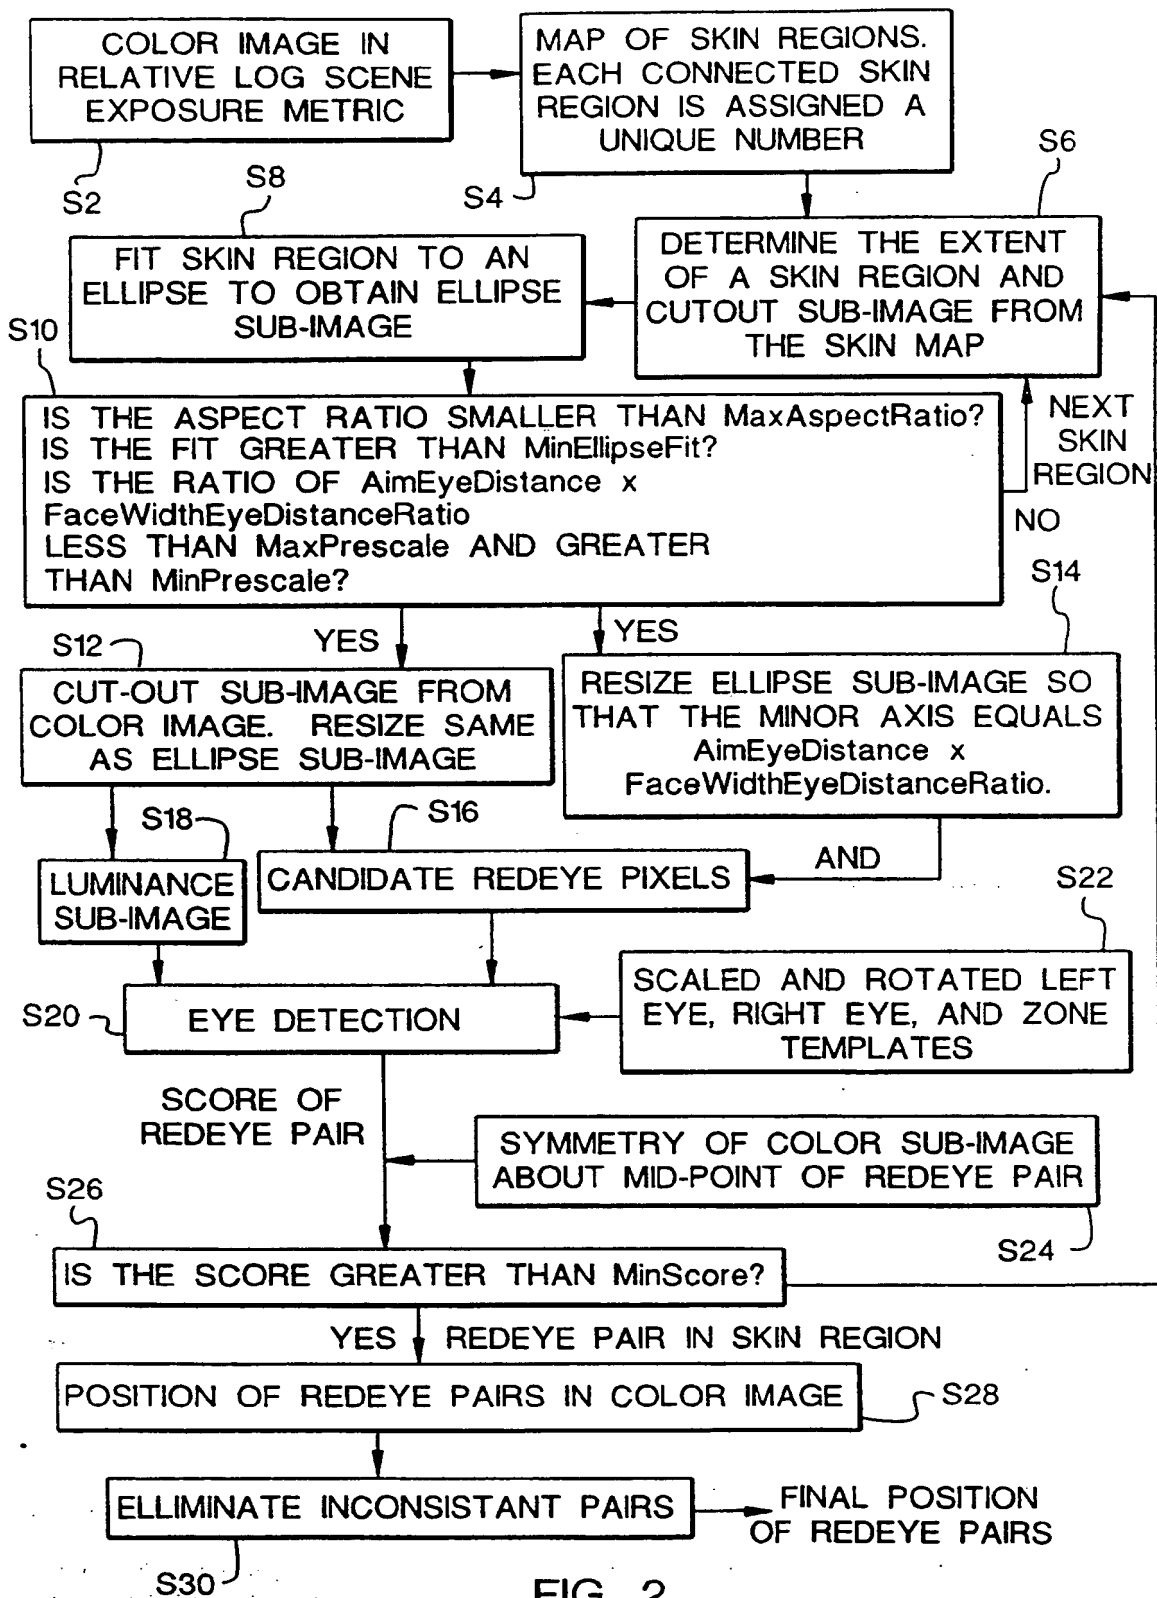 COLOR IMAGE IN
RELATIVE LOG SCENE
EXPOSURE METRIC
S2
MAP OF SKIN REGIONS.
EACH CONNECTED SKIN
REGION IS ASSIGNED A
UNIQUE NUMBER
S4
S6
DETERMINE THE EXTENT
OF A SKIN REGION AND
CUTOUT SUB-IMAGE FROM
THE SKIN MAP
S8
FIT SKIN REGION TO AN
ELLIPSE TO OBTAIN ELLIPSE
SUB-IMAGE
S10
IS THE ASPECT RATIO SMALLER THAN MaxAspectRatio?
IS THE FIT GREATER THAN MinEllipseFit?
IS THE RATIO OF AimEyeDistance x
FaceWidthEyeDistanceRatio
LESS THAN MaxPrescale AND GREATER
THAN MinPrescale?
NEXT
SKIN
REGION
NO
YES
YES
S12
CUT-OUT SUB-IMAGE FROM
COLOR IMAGE. RESIZE SAME
AS ELLIPSE SUB-IMAGE
S14
RESIZE ELLIPSE SUB-IMAGE SO
THAT THE MINOR AXIS EQUALS
AimEyeDistance x
FaceWidthEyeDistanceRatio.
S18
LUMINANCE
SUB-IMAGE
S16
CANDIDATE REDEYE PIXELS
AND
S22
SCALED AND ROTATED LEFT
EYE, RIGHT EYE, AND ZONE
TEMPLATES
S20
EYE DETECTION
SCORE OF
REDEYE PAIR
SYMMETRY OF COLOR SUB-IMAGE
ABOUT MID-POINT OF REDEYE PAIR
S24
S26
IS THE SCORE GREATER THAN MinScore?
YES REDEYE PAIR IN SKIN REGION
POSITION OF REDEYE PAIRS IN COLOR IMAGE
S28
ELLIMINATE INCONSISTANT PAIRS
S30
FINAL POSITION
OF REDEYE PAIRS
FIG. 2